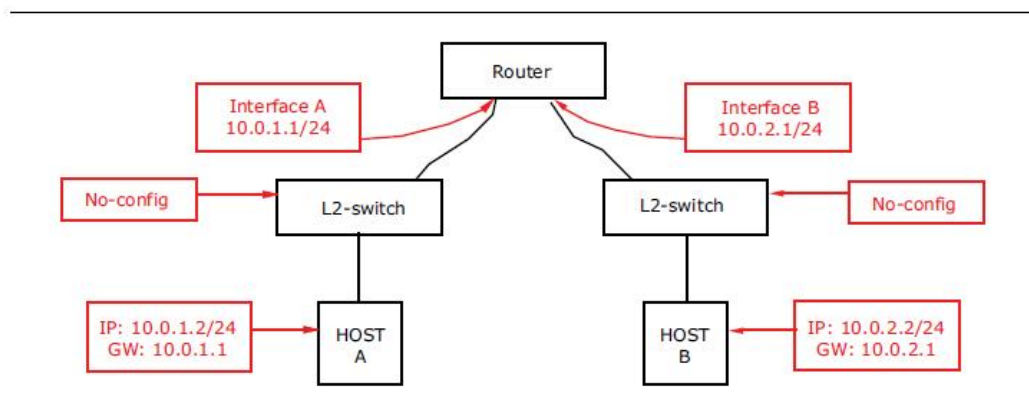 Router
Interface A
10.0.1.1/24
Interface B
10.0.2.1/24
No-config
L2-switch
L2-switch
No-config
IP: 10.0.1.2/24
GW: 10.0.1.1
HOST
A
HOST
B
IP: 10.0.2.2/24
GW: 10.0.2.1